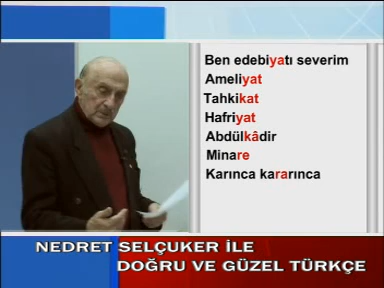 Ben edebiyatı severim
Ameliyat
Tahkikat
Hafriyat
Abdülkâdir
Minare
Karınca kararınca
NEDRET SELÇUKER İLE
DOĞRU VE GÜZEL TÜRKÇE